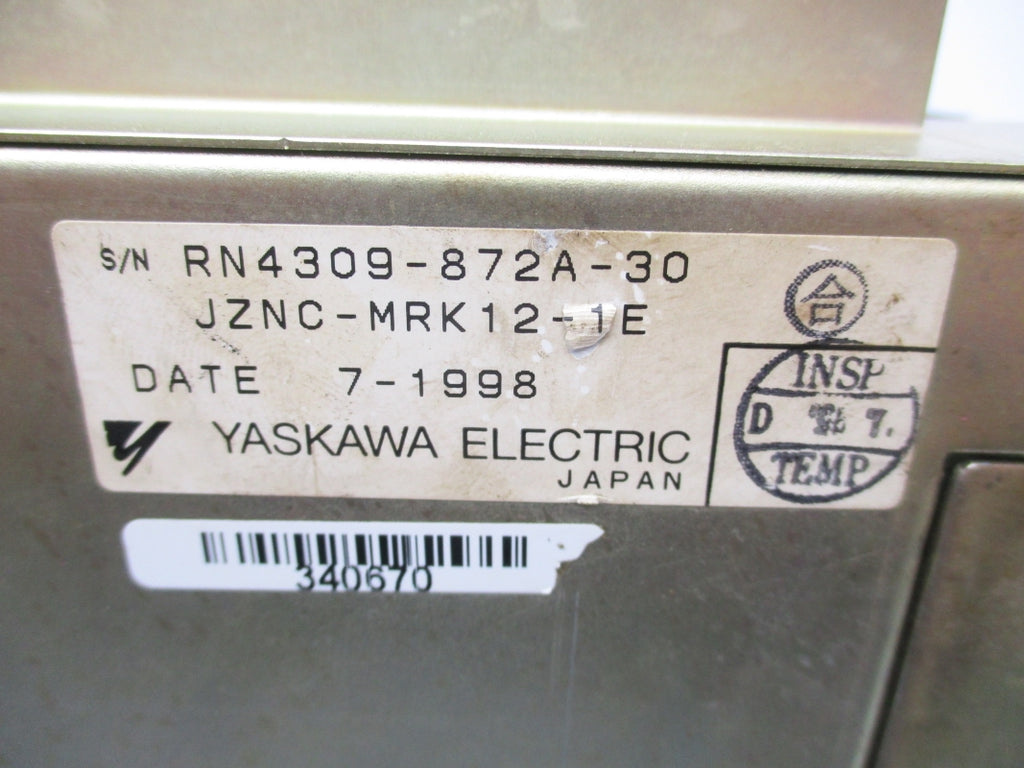 S/N RN4309-872A-30
JZNC-MRK12-1E
DATE 7-1998
YASKAWA ELECTRIC
JAPAN
合
INSP
D 7.
TEMP
340670